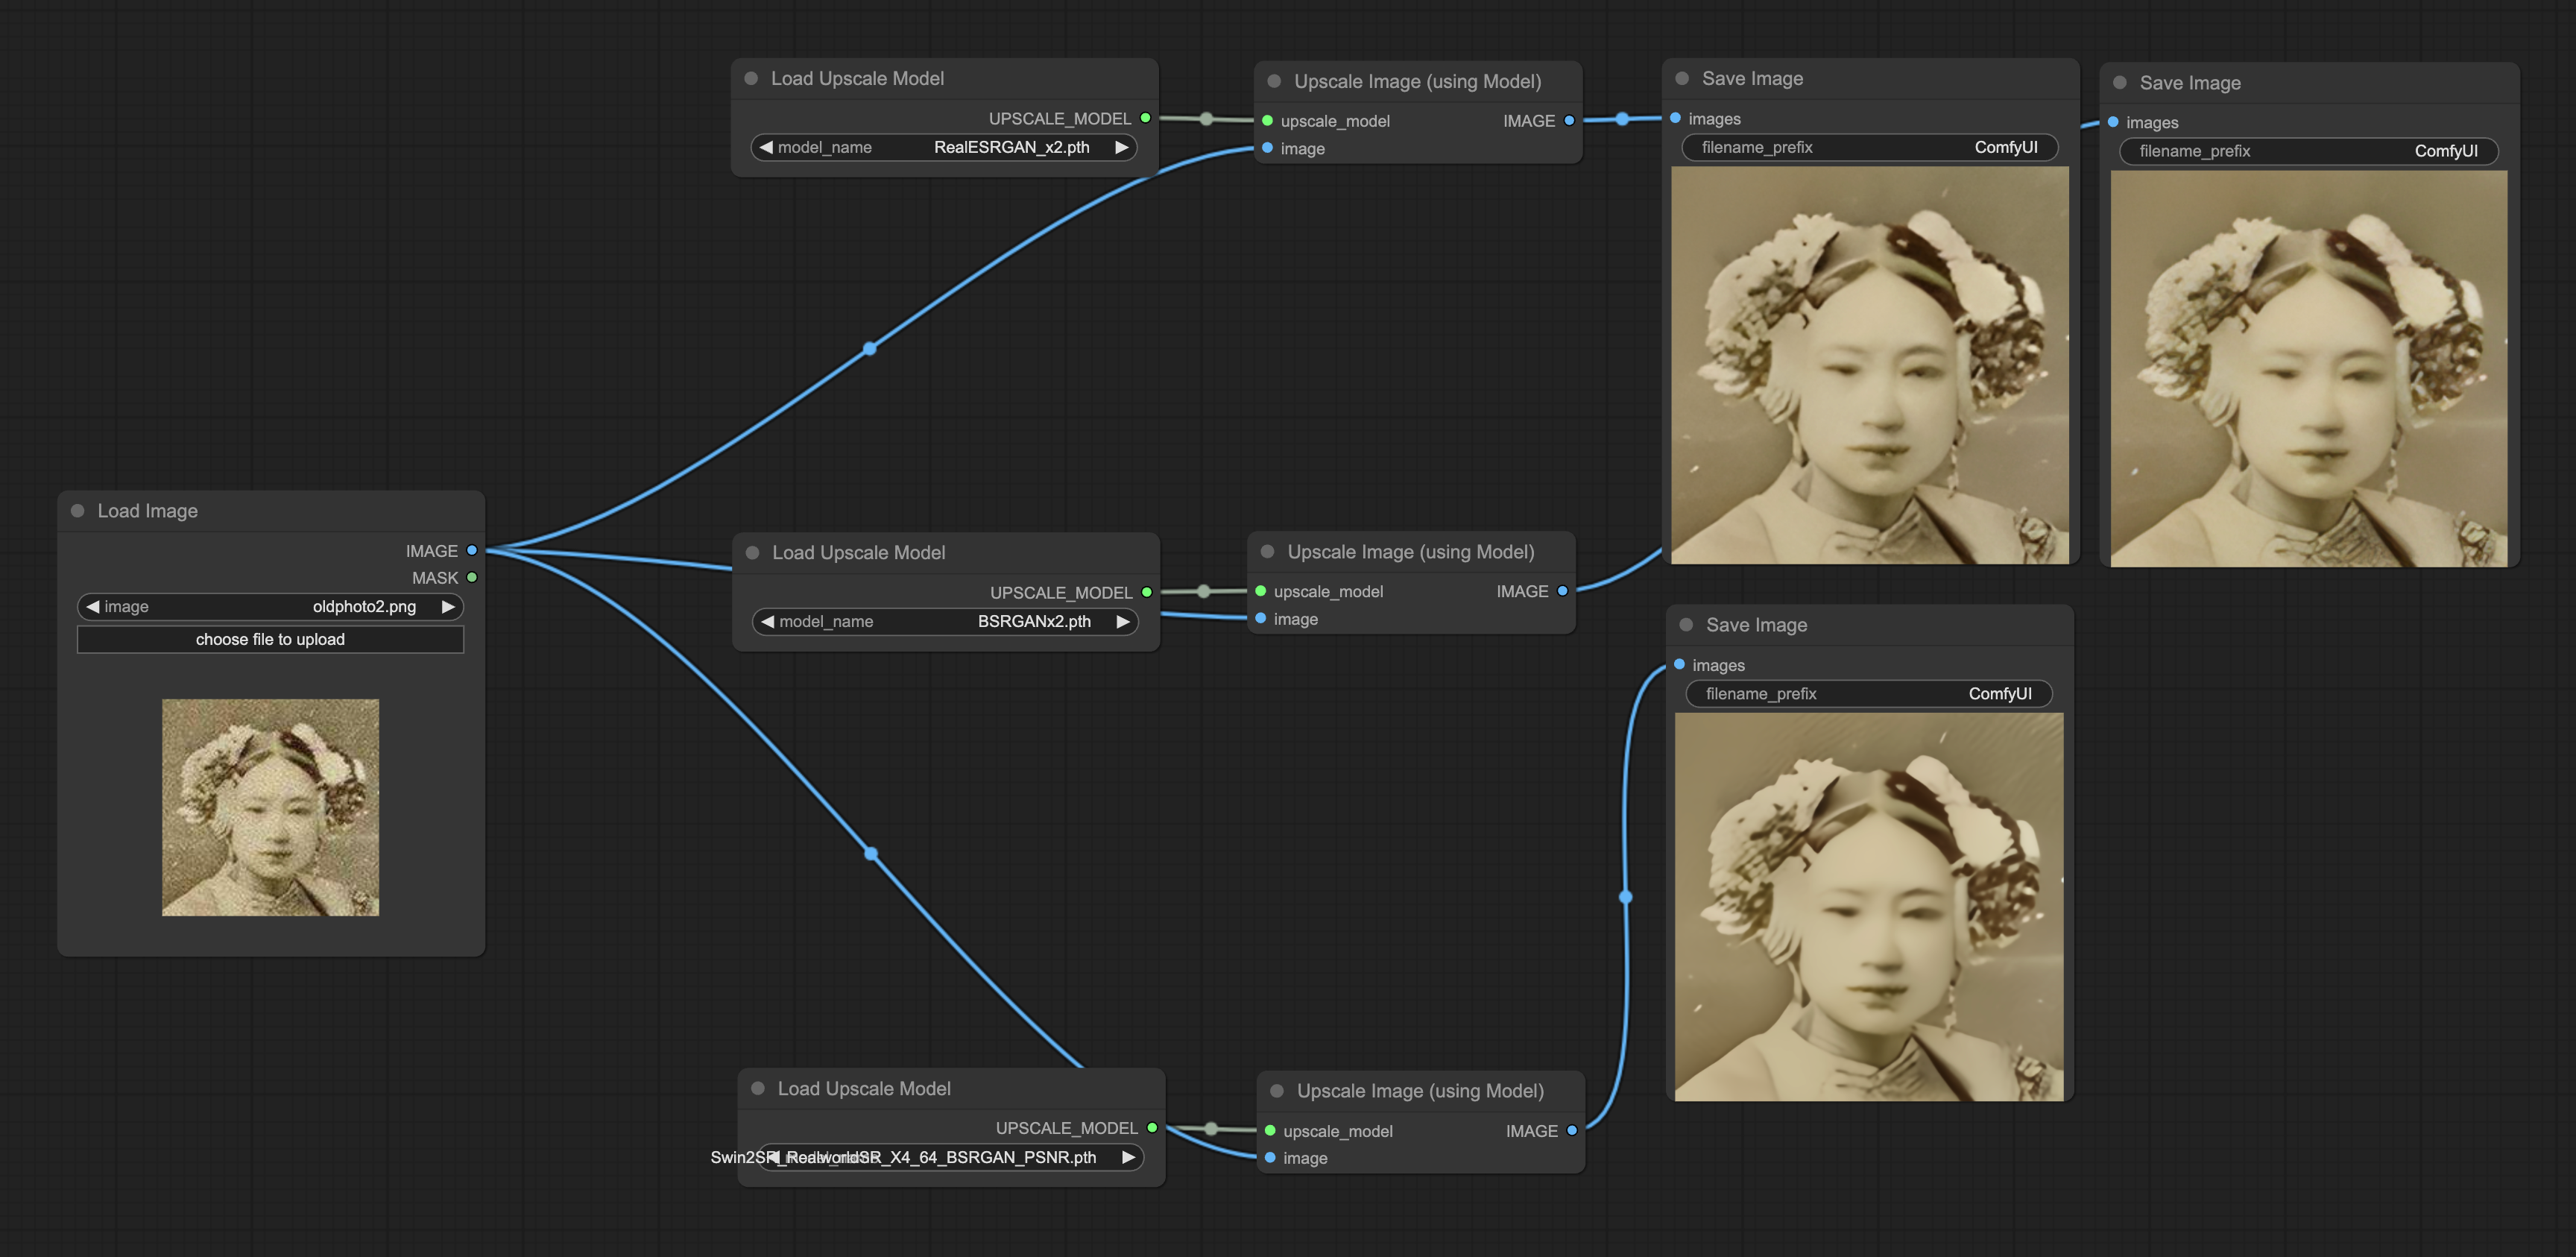 Load Upscale Model
UPSCALE_MODEL
model_name RealESRGAN_x2.pth
Upscale Image (using Model)
upscale_model IMAGE
image
Save Image
images
filename_prefix ComfyUI
Save Image
images
filename_prefix ComfyUI
Load Image
IMAGE
MASK
image oldphoto2.png
choose file to upload
Load Upscale Model
UPSCALE_MODEL
model_name BSRGANx2.pth
Upscale Image (using Model)
upscale_model IMAGE
image
Save Image
images
filename_prefix ComfyUI
Load Upscale Model
UPSCALE_MODEL
Swin2SR_RealworldSR_X4_64_BSRGAN_PSNR.pth
Upscale Image (using Model)
upscale_model IMAGE
image